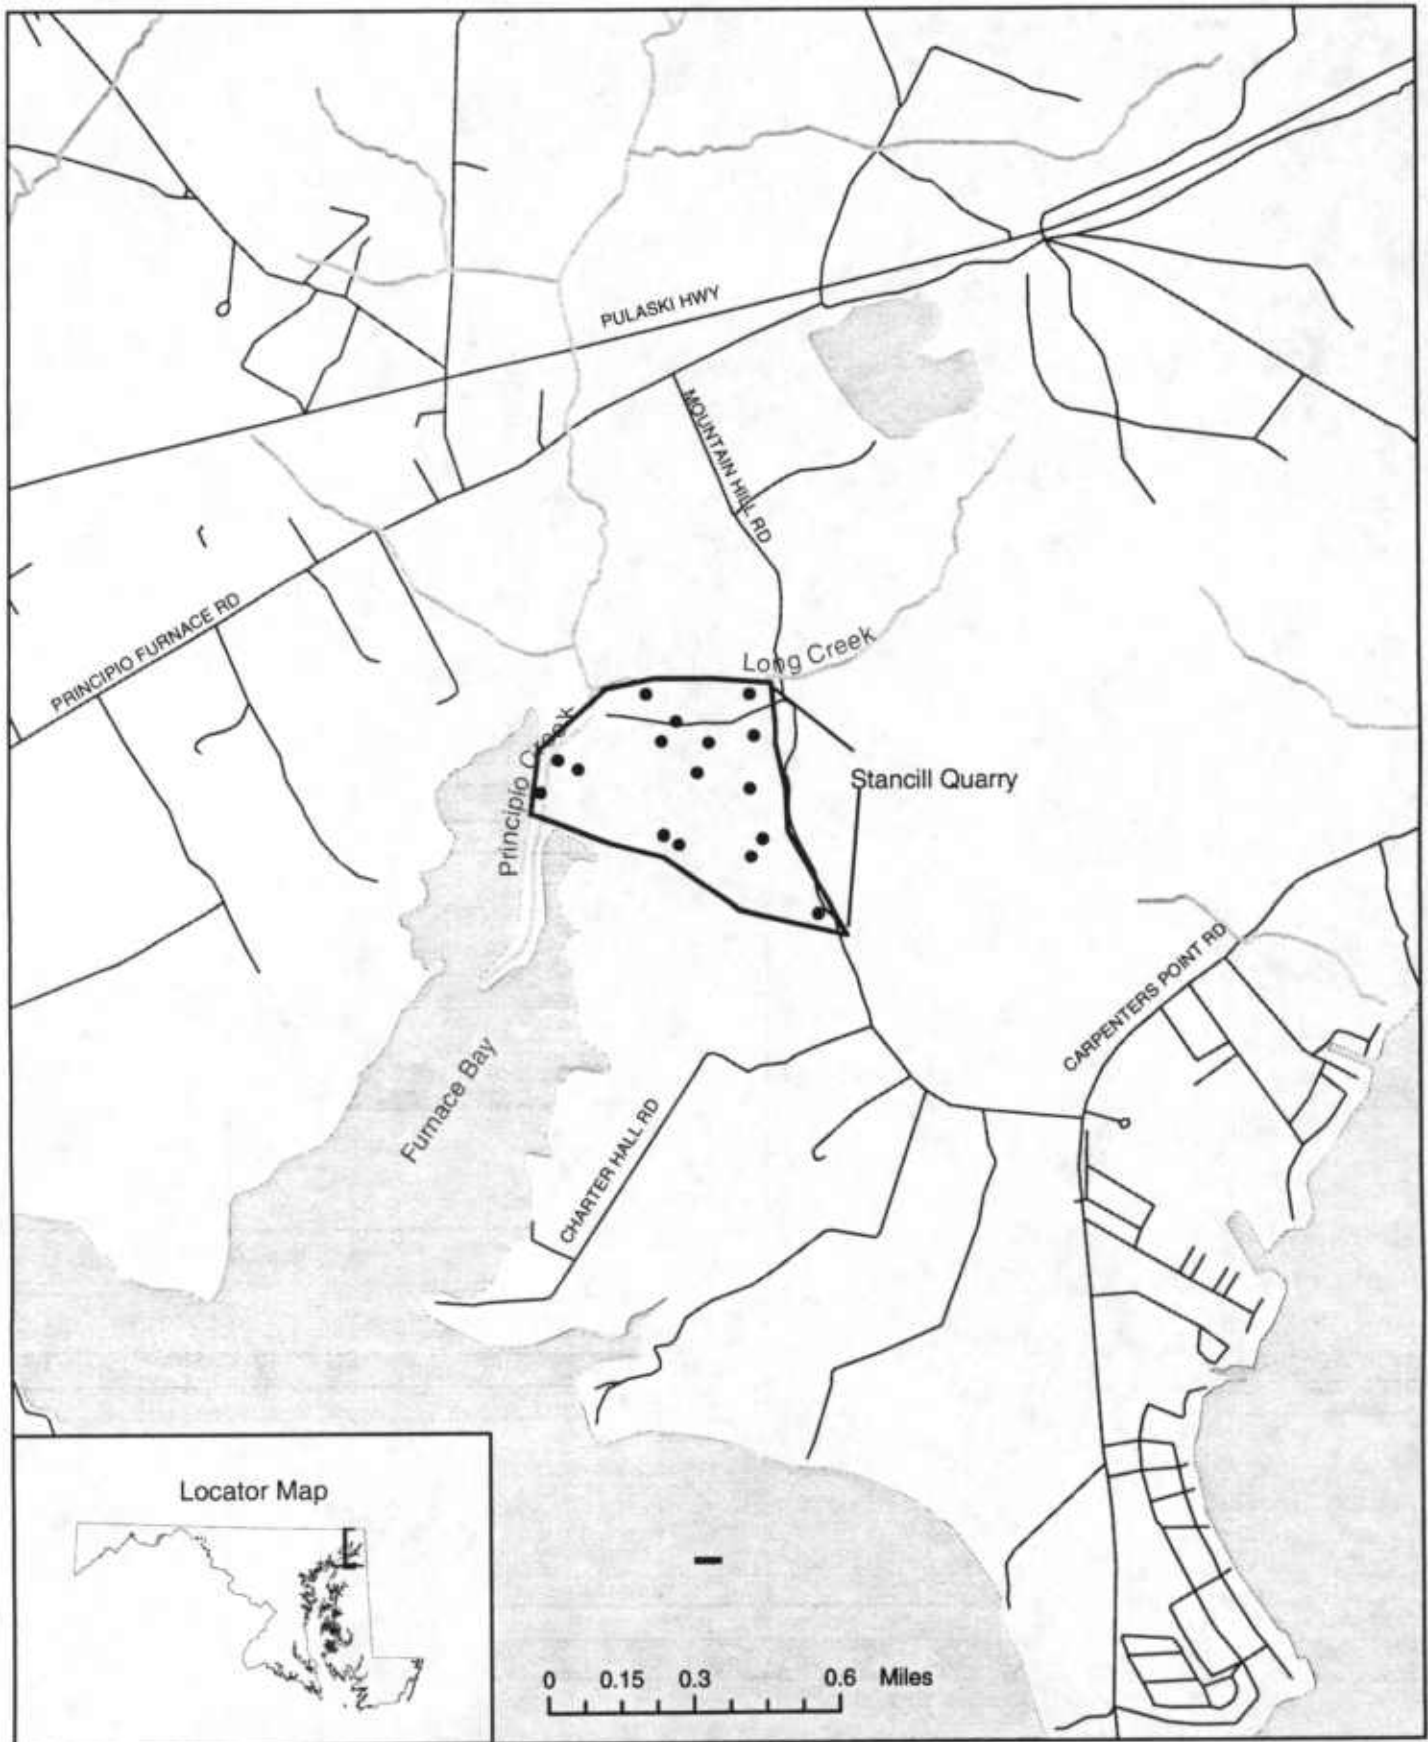 PULASKI HWY
MOUNTAIN HILL RD
PRINCIPIO FURNACE RD
Long Creek
Principio Creek
Stancill Quarry
CARPENTERS POINT RD
Furnace Bay
CHARTER HALL RD
Locator Map
0 0.15 0.3 0.6 Miles